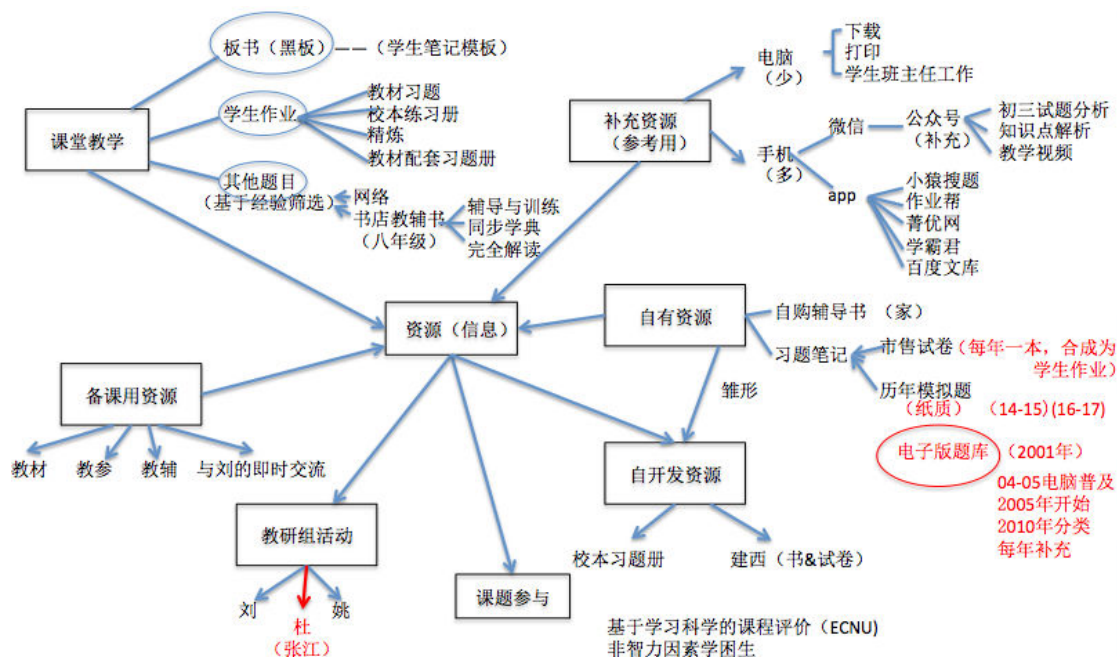 板书（黑板）——（学生笔记模板）
课堂教学
学生作业
教材习题
校本练习册
精炼
教材配套习题册
其他题目
（基于经验筛选）
网络
书店教辅书
（八年级）
辅导与训练
同步学典
完全解读
补充资源
（参考用）
电脑
（少）
下载
打印
学生班主任工作
手机
（多）
微信
公众号
（补充）
初三试题分析
知识点解析
教学视频
app
小猿搜题
作业帮
菁优网
学霸君
百度文库
资源（信息）
自有资源
自购辅导书 （家）
习题笔记
市售试卷（每年一本，合成为
学生作业）
历年模拟题
（纸质） （14-15)(16-17)
电子版题库 （2001年）
04-05电脑普及
2005年开始
2010年分类
每年补充
雏形
备课用资源
教材
教参
教辅
与刘的即时交流
自开发资源
校本习题册
建西（书&试卷）
教研组活动
刘
杜
（张江）
姚
课题参与
基于学习科学的课程评价（ECNU)
非智力因素学困生